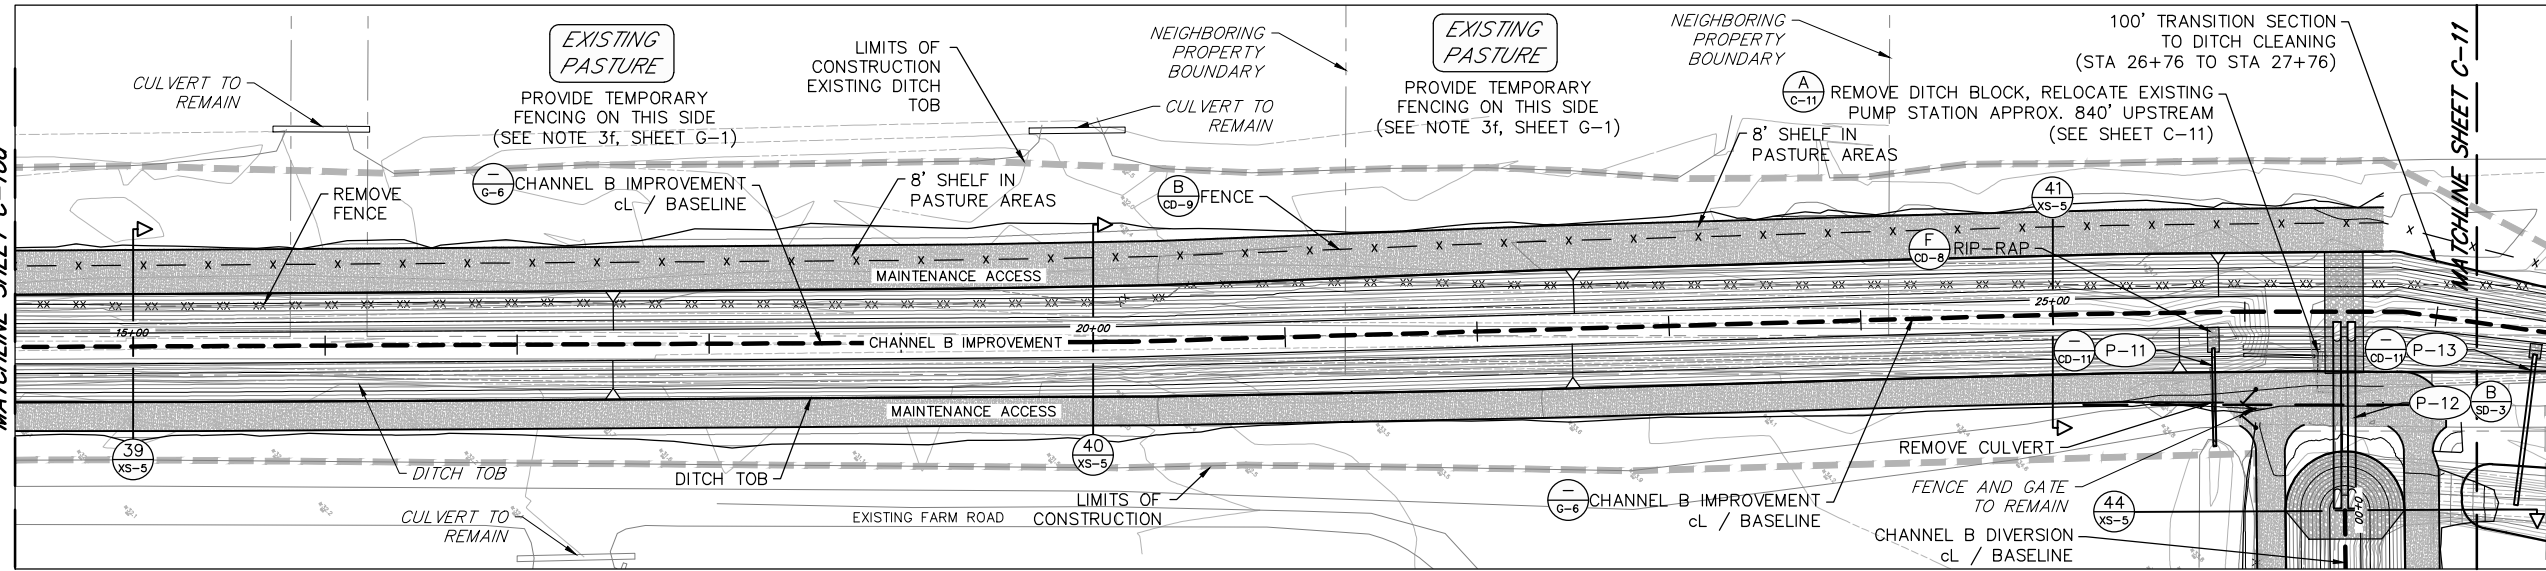 EXISTING
PASTURE
PROVIDE TEMPORARY
FENCING ON THIS SIDE
(SEE NOTE 3f, SHEET G-1)
CULVERT TO
REMAIN
LIMITS OF
CONSTRUCTION
EXISTING DITCH
TOB
NEIGHBORING
PROPERTY
BOUNDARY
CULVERT TO
REMAIN
EXISTING
PASTURE
PROVIDE TEMPORARY
FENCING ON THIS SIDE
(SEE NOTE 3f, SHEET G-1)
NEIGHBORING
PROPERTY
BOUNDARY
100' TRANSITION SECTION
TO DITCH CLEANING
(STA 26+76 TO STA 27+76)
A
C-11
REMOVE DITCH BLOCK, RELOCATE EXISTING
PUMP STATION APPROX. 840' UPSTREAM
(SEE SHEET C-11)
MATCHLINE SHEET C-11
8' SHELF IN
PASTURE AREAS
REMOVE
FENCE
–
G-6
CHANNEL B IMPROVEMENT
cL / BASELINE
8' SHELF IN
PASTURE AREAS
B
CD-9
FENCE
41
XS-5
F
CD-8
RIP-RAP
MAINTENANCE ACCESS
15+00
20+00
25+00
CHANNEL B IMPROVEMENT
–
CD-11
P-11
–
CD-11
P-13
P-12
B
SD-3
MAINTENANCE ACCESS
39
XS-5
DITCH TOB
DITCH TOB
40
XS-5
LIMITS OF
CONSTRUCTION
EXISTING FARM ROAD
CULVERT TO
REMAIN
–
G-6
CHANNEL B IMPROVEMENT
cL / BASELINE
REMOVE CULVERT
FENCE AND GATE
TO REMAIN
44
XS-5
CHANNEL B DIVERSION
cL / BASELINE
0+00